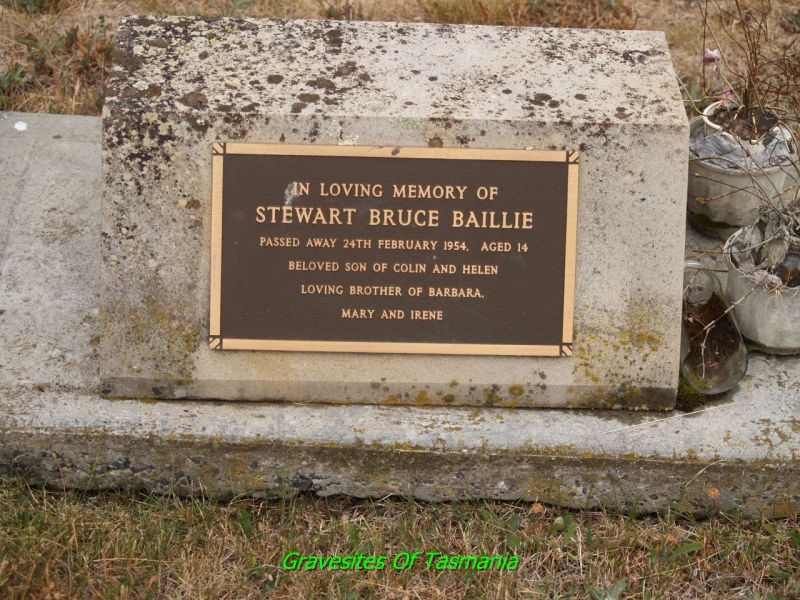 IN LOVING MEMORY OF
STEWART BRUCE BAILLIE
PASSED AWAY 24TH FEBRUARY 1954, AGED 14
BELOVED SON OF COLIN AND HELEN
LOVING BROTHER OF BARBARA,
MARY AND IRENE
Gravesites Of Tasmania